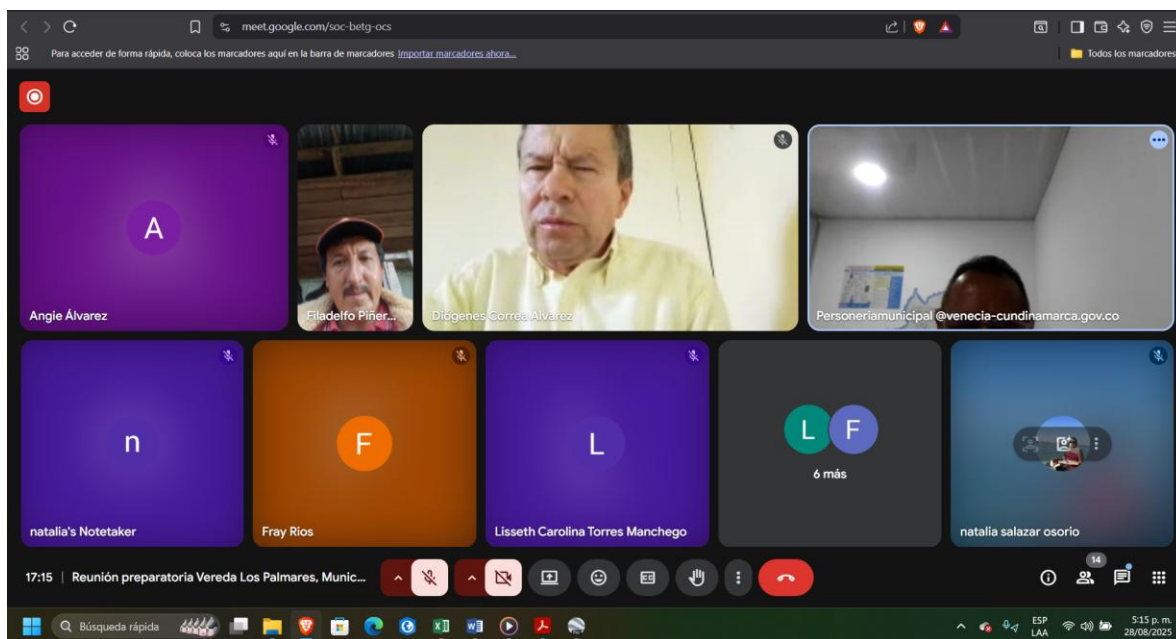 meet.google.com/soc-betg-ocs
Para acceder de forma rápida, coloca los marcadores aquí en la barra de marcadores Importar marcadores ahora...
Todos los marcadores
A
Angie Álvarez
Filadelfo Piñer...
Diógenes Correa Alvarez
Personeriamunicipal @venecia-cundinamarca.gov.co
n
natalia's Notetaker
F
Fray Rios
L
Lisseth Carolina Torres Manchego
L F
6 más
natalia salazar osorio
17:15 | Reunión preparatoria Vereda Los Palmares, Munic...
CC
14
Búsqueda rápida
ESP
LAA
5:15 p. m.
28/08/2025